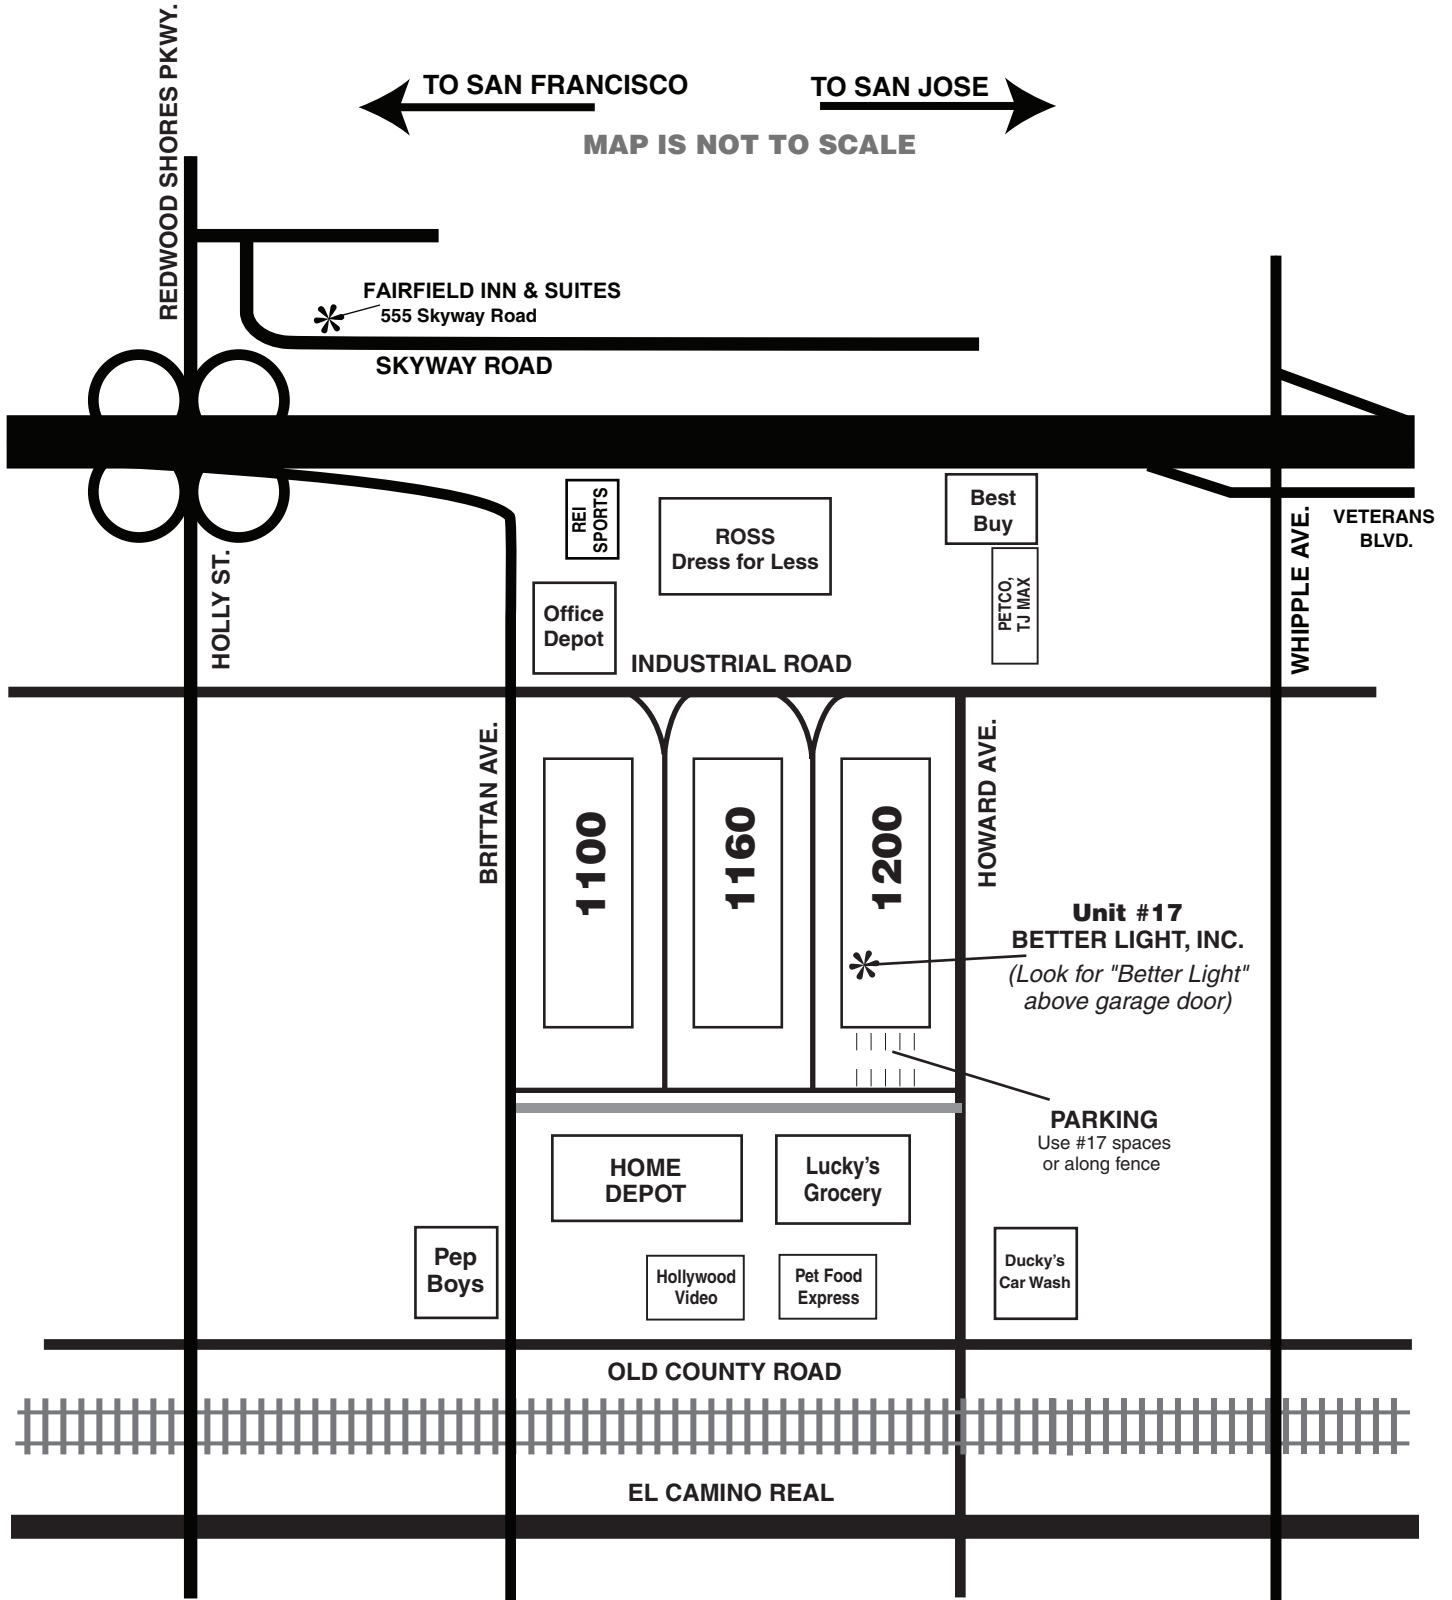 REDWOOD SHORES PKWY.
TO SAN FRANCISCO
TO SAN JOSE
MAP IS NOT TO SCALE
FAIRFIELD INN & SUITES
555 Skyway Road
SKYWAY ROAD
REI
SPORTS
ROSS
Dress for Less
Best
Buy
PETCO,
TJ MAX
VETERANS
BLVD.
WHIPPLE AVE.
HOLLY ST.
Office
Depot
INDUSTRIAL ROAD
BRITTAN AVE.
1100
1160
1200
HOWARD AVE.
Unit #17
BETTER LIGHT, INC.
(Look for "Better Light"
above garage door)
PARKING
Use #17 spaces
or along fence
HOME
DEPOT
Lucky’s
Grocery
Pep
Boys
Hollywood
Video
Pet Food
Express
Ducky’s
Car Wash
OLD COUNTY ROAD
EL CAMINO REAL